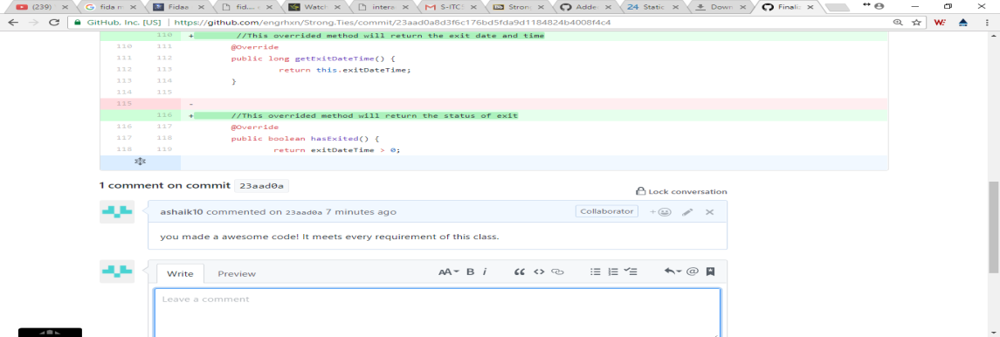 (239)
fida m
Fidaa
fid.... c
Watch
intera
S-ITC
Stron
Adde
24 Static
Down
Finali
GitHub, Inc. [US] https://github.com/engrhxn/Strong.Ties/commit/23aad0a8d3f6c176bd5fda9d1184824b4008f4c4
110 + //This overrided method will return the exit date and time
110 111 @Override
111 112 public long getExitDateTime() {
112 113 return this.exitDateTime;
113 114 }
114 115
115 -
116 + //This overrided method will return the status of exit
116 117 @Override
117 118 public boolean hasExited() {
118 119 return exitDateTime > 0;
1 comment on commit 23aad0a
Lock conversation
ashaik10 commented on 23aad0a 7 minutes ago Collaborator
you made a awesome code! It meets every requirement of this class.
Write Preview AA B i
Leave a comment